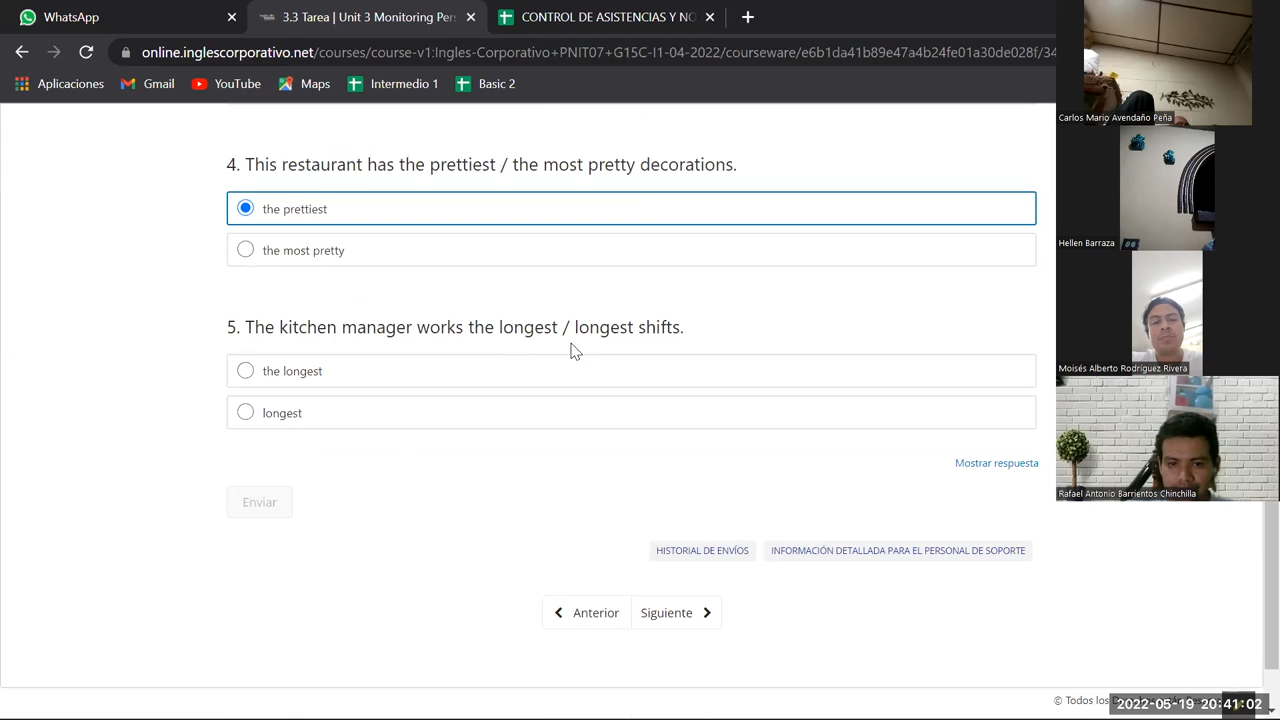 WhatsApp
3.3 Tarea | Unit 3 Monitoring Pers
CONTROL DE ASISTENCIAS Y NO
online.inglescorporativo.net/courses/course-v1:Ingles-Corporativo+PNIT07+G15C-I1-04-2022/courseware/e6b1da41b89e47a4b24fe01a30de028f/34
Aplicaciones
Gmail
YouTube
Maps
Intermedio 1
Basic 2
4. This restaurant has the prettiest / the most pretty decorations.
the prettiest
the most pretty
5. The kitchen manager works the longest / longest shifts.
the longest
longest
Mostrar respuesta
Enviar
HISTORIAL DE ENVÍOS
INFORMACIÓN DETALLADA PARA EL PERSONAL DE SOPORTE
Anterior
Siguiente
© Todos los
Carlos Mario Avendaño Peña
Hellen Barraza
Moisés Alberto Rodríguez Rivera
Rafael Antonio Barrientos Chinchilla
2022-05-19 20:41:02